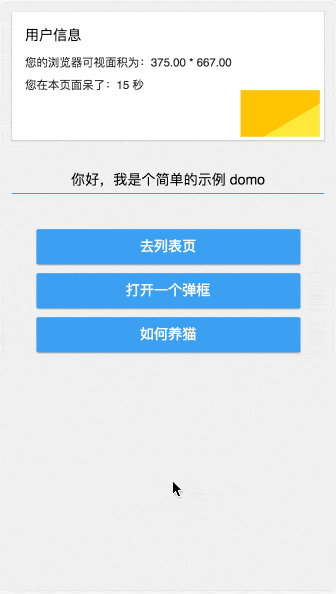 用户信息
您的浏览器可视面积为：375.00 * 667.00
您在本页面呆了：15 秒
你好，我是个简单的示例 domo
去列表页
打开一个弹框
如何养猫